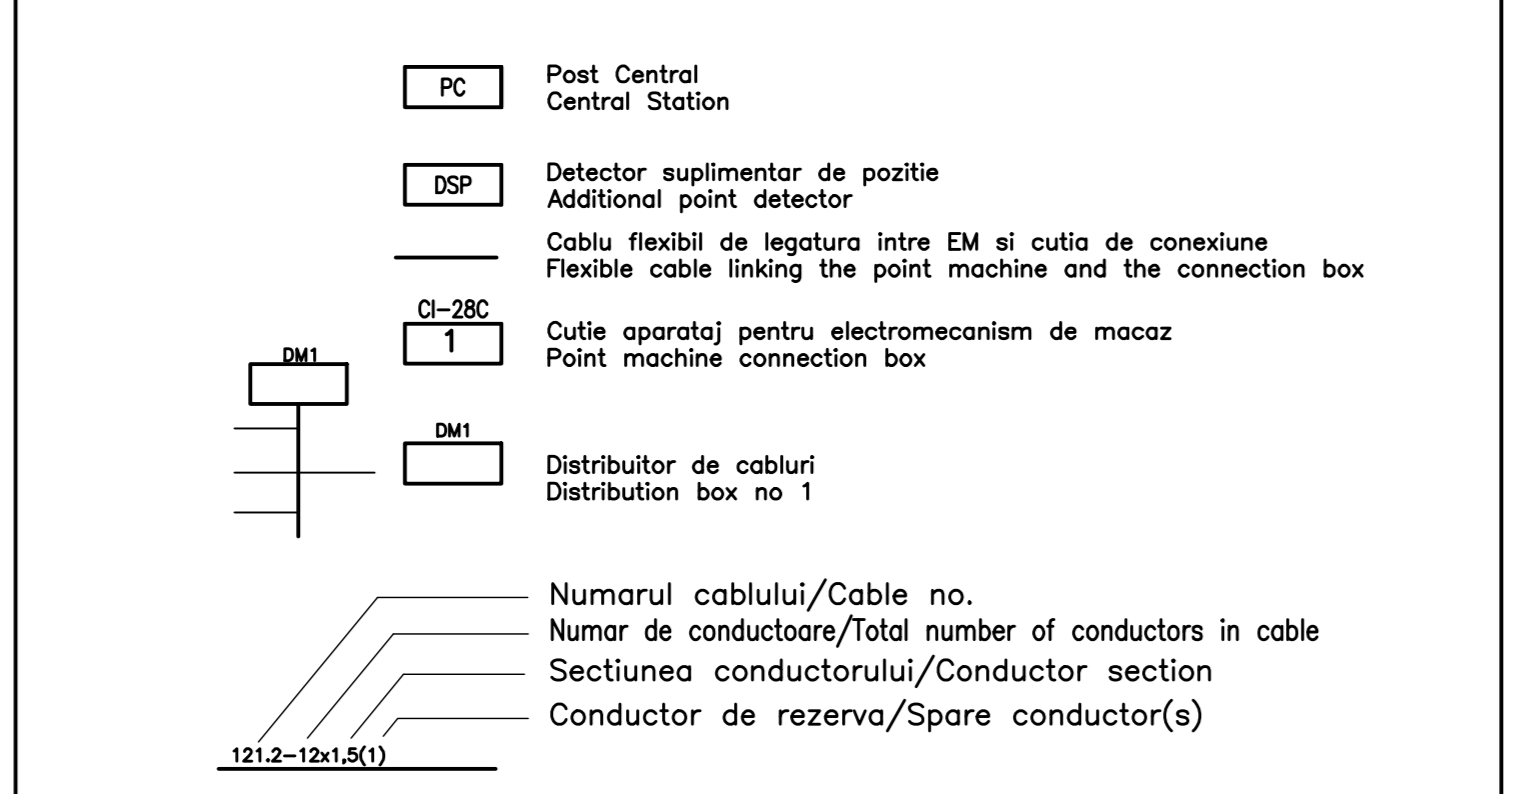 PC
Post Central
Central Station
DSP
Detector suplimentar de pozitie
Additional point detector
Cablu flexibil de legatura intre EM si cutia de conexiune
Flexible cable linking the point machine and the connection box
CI-28C
1
Cutie aparataj pentru electromecanism de macaz
Point machine connection box
DM1
DM1
Distribuitor de cabluri
Distribution box no 1
Numarul cablului/Cable no.
Numar de conductoare/Total number of conductors in cable
Sectiunea conductorului/Conductor section
Conductor de rezerva/Spare conductor(s)
121.2-12x1,5(1)